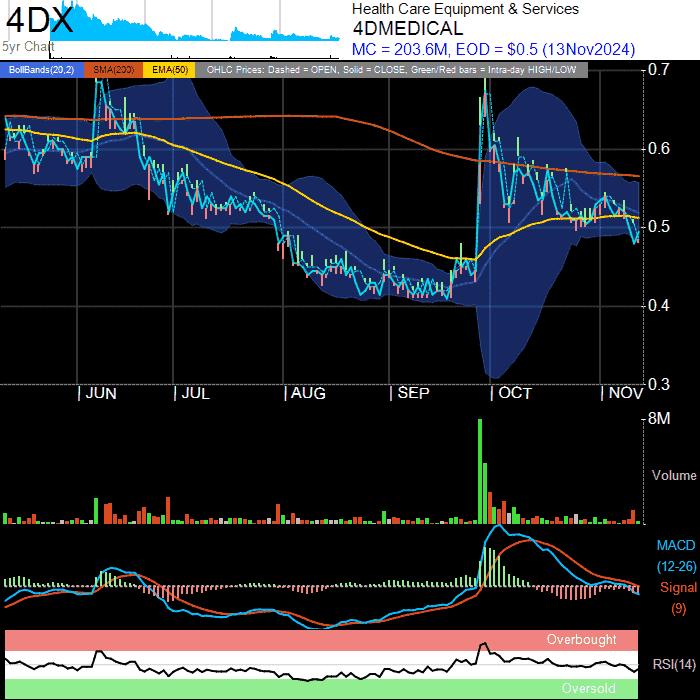 4DX
5yr Chart
Health Care Equipment & Services
4DMEDICAL
MC = 203.6M, EOD = $0.5 (13Nov2024)
BollBands(20,2) SMA(200) EMA(50) OHLC Prices: Dashed = OPEN, Solid = CLOSE, Green/Red bars = Intra-day HIGH/LOW
0.7
0.6
0.5
0.4
0.3
JUN JUL AUG SEP OCT NOV
8M
Volume
MACD
(12-26)
Signal
(9)
Overbought
RSI(14)
Oversold